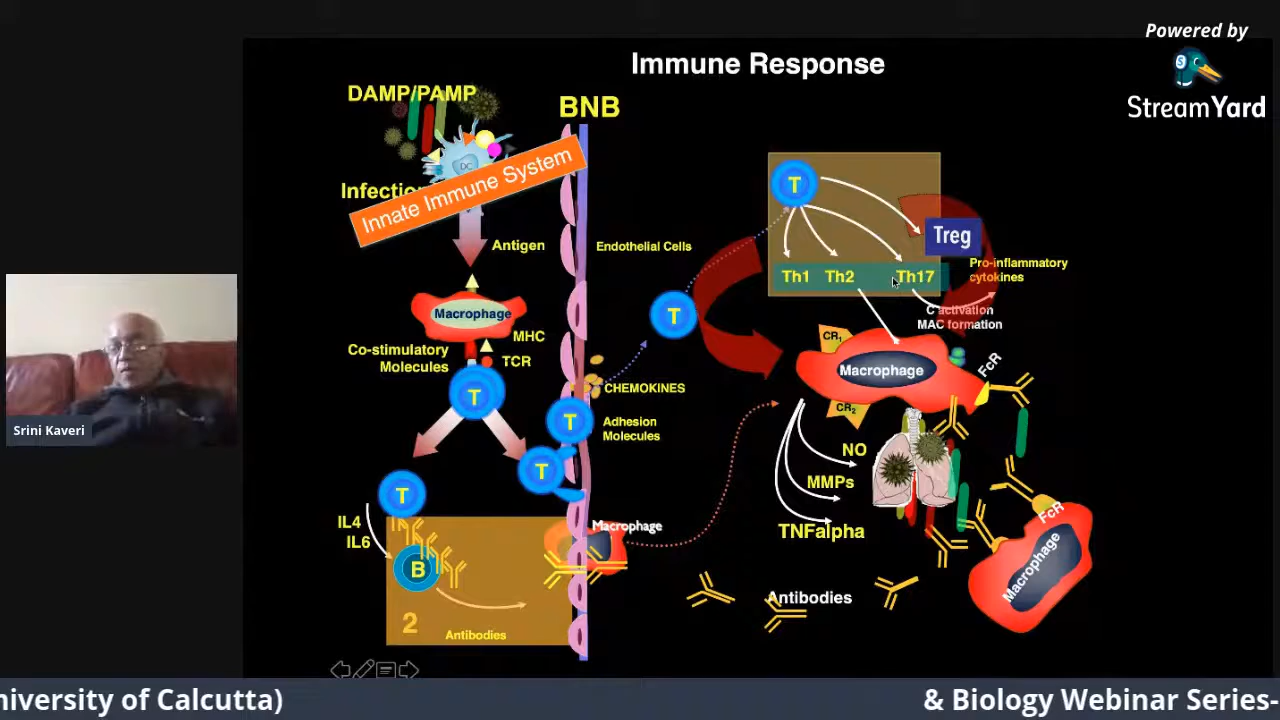 Powered by
StreamYard
Immune Response
DAMP/PAMP
BNB
DC
Innate Immune System
Antigen
Endothelial Cells
T
Treg
Th1 Th2 Th17
Pro-inflammatory
cytokines
C activation
MAC formation
Macrophage
MHC
Co-stimulatory
Molecules
TCR
T
T
CHEMOKINES
CR1
Macrophage
FcR
CR2
T
Adhesion
Molecules
T
T
NO
MMPs
TNFalpha
IL4
IL6
B
2
Antibodies
Macrophage
Antibodies
FcR
Macrophage
Srini Kaveri
University of Calcutta)
& Biology Webinar Series-